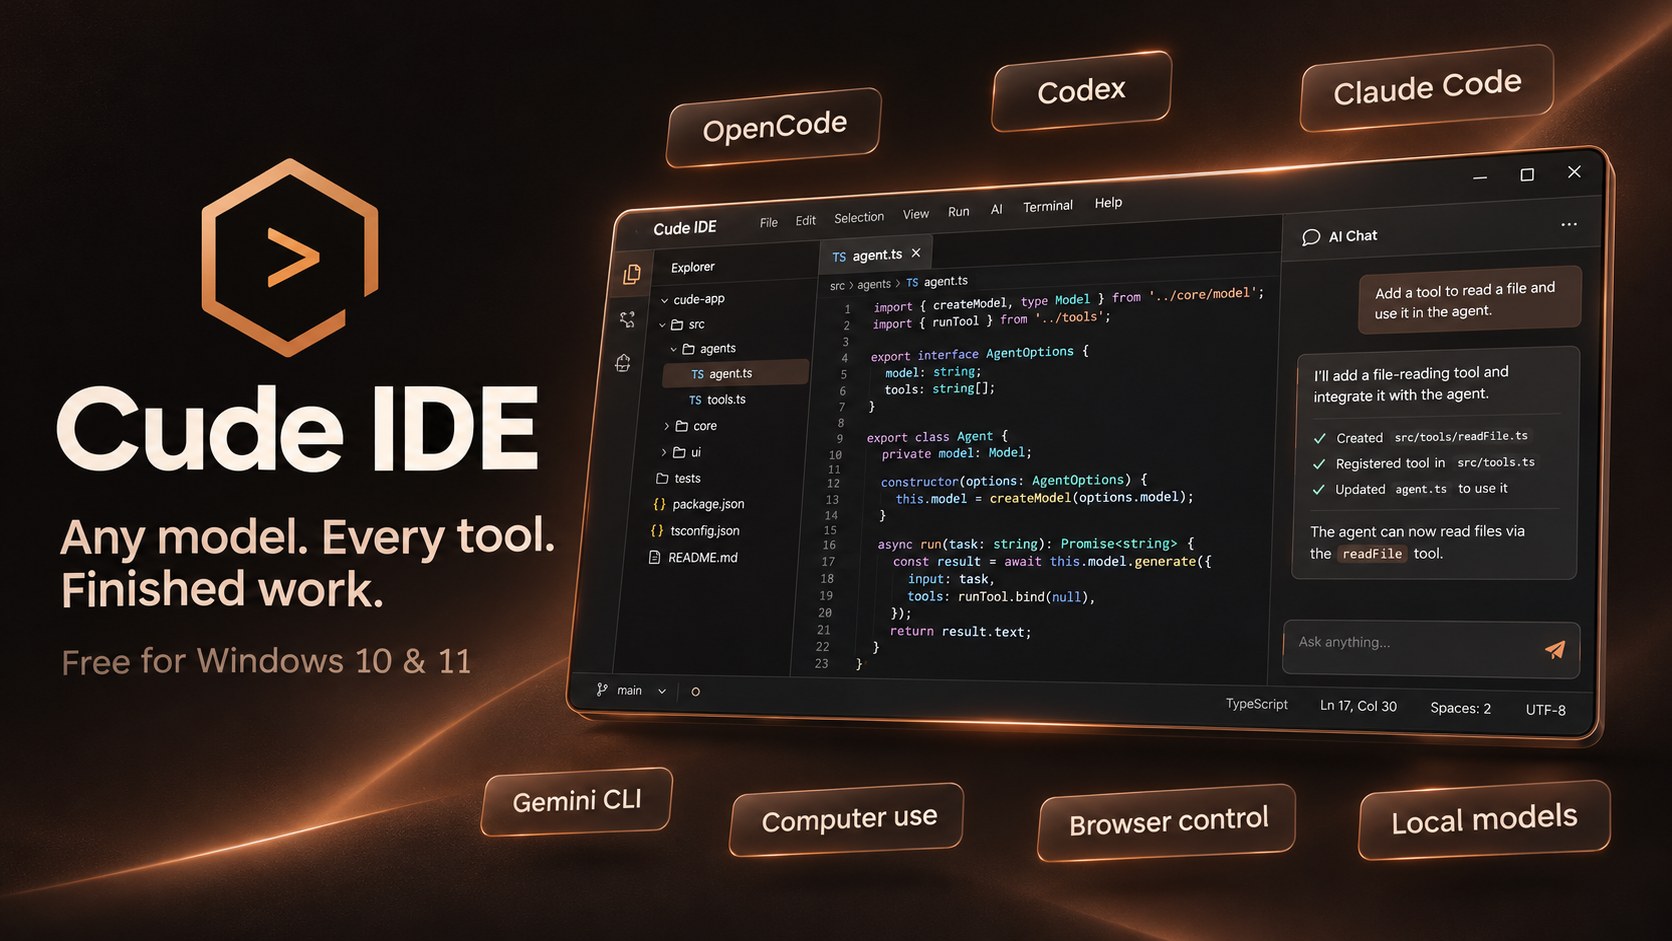 OpenCode
Codex
Claude Code
>
Cude IDE
Any model. Every tool.
Finished work.
Free for Windows 10 & 11
Cude IDE File Edit Selection View Run AI Terminal Help
Explorer
cude-app
src
agents
TS agent.ts
TS tools.ts
core
ui
tests
{} package.json
{} tsconfig.json
README.md
TS agent.ts ×
src > agents > TS agent.ts
1 import { createModel, type Model } from '../core/model';
2 import { runTool } from '../tools';
3
4 export interface AgentOptions {
5 model: string;
6 tools: string[];
7 }
8
9 export class Agent {
10 private model: Model;
11
12 constructor(options: AgentOptions) {
13 this.model = createModel(options.model);
14 }
15
16 async run(task: string): Promise<string> {
17 const result = await this.model.generate({
18 input: task,
19 tools: runTool.bind(null),
20 });
21 return result.text;
22 }
23 }
AI Chat ...
Add a tool to read a file and
use it in the agent.
I'll add a file-reading tool and
integrate it with the agent.
✓ Created src/tools/readFile.ts
✓ Registered tool in src/tools.ts
✓ Updated agent.ts to use it
The agent can now read files via
the readFile tool.
Ask anything...
main
TypeScript Ln 17, Col 30 Spaces: 2 UTF-8
Gemini CLI
Computer use
Browser control
Local models